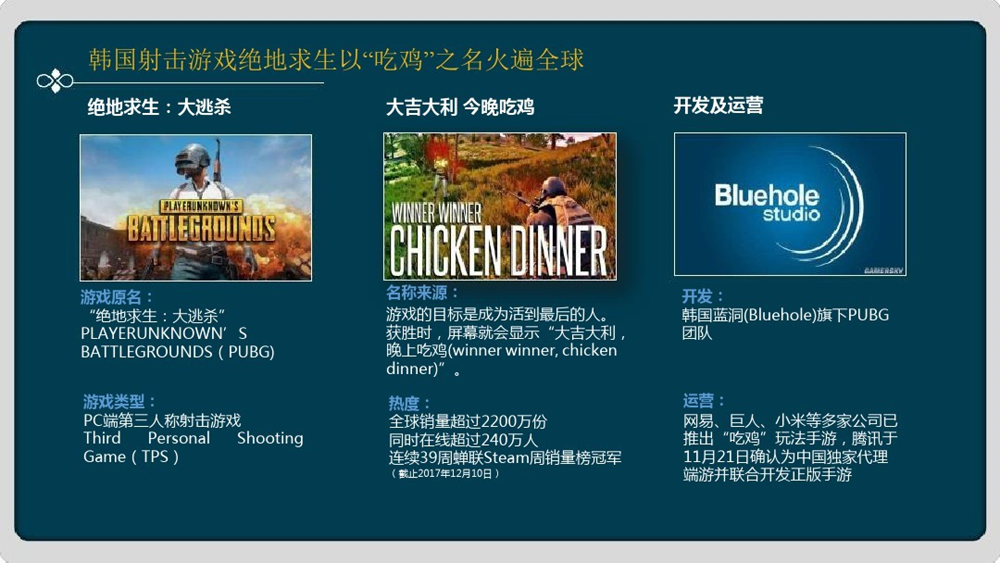 韩国射击游戏绝地求生以“吃鸡”之名火遍全球
绝地求生：大逃杀
PLAYERUNKNOWN'S
BATTLEGROUNDS
游戏原名：
“绝地求生：大逃杀”
PLAYERUNKNOWN’S
BATTLEGROUNDS（PUBG)
游戏类型：
PC端第三人称射击游戏
Third Personal Shooting
Game（TPS）
大吉大利 今晚吃鸡
WINNER WINNER
CHICKEN DINNER
名称来源：
游戏的目标是成为活到最后的人。
获胜时，屏幕就会显示“大吉大利，
晚上吃鸡(winner winner, chicken
dinner)”。
热度：
全球销量超过2200万份
同时在线超过240万人
连续39周蝉联Steam周销量榜冠军
（截止2017年12月10日）
开发及运营
Bluehole
studio
GAMERSKY
开发：
韩国蓝洞(Bluehole)旗下PUBG
团队
运营：
网易、巨人、小米等多家公司已
推出“吃鸡”玩法手游，腾讯于
11月21日确认为中国独家代理
端游并联合开发正版手游